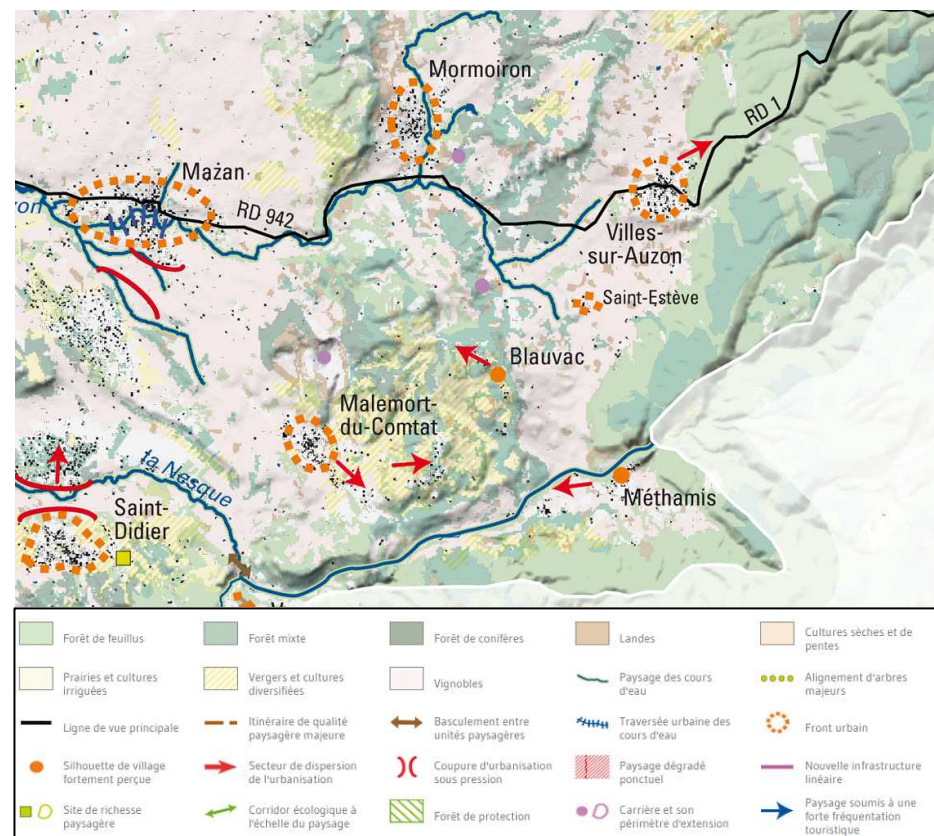 Mormoiron
RD 1
Mazan
RD 942
ron
Villes-
sur-Auzon
Saint-Estève
Blauvac
Malemort-
du-Comtat
la Nesque
Méthamis
Saint-
Didier
Forêt de feuillus
Forêt mixte
Forêt de conifères
Landes
Cultures sèches et de
pentes
Prairies et cultures
irriguées
Vergers et cultures
diversifiées
Vignobles
Paysage des cours
d'eau
Alignement d'arbres
majeurs
Ligne de vue principale
Itinéraire de qualité
paysagère majeure
Basculement entre
unités paysagères
Traversée urbaine des
cours d'eau
Front urbain
Silhouette de village
fortement perçue
Secteur de dispersion
de l'urbanisation
Coupure d'urbanisation
sous pression
Paysage dégradé
ponctuel
Nouvelle infrastructure
linéaire
Site de richesse
paysagère
Corridor écologique à
l'échelle du paysage
Forêt de protection
Carrière et son
périmètre d'extension
Paysage soumis à une
forte fréquentation
touristique